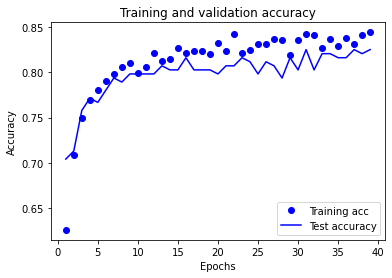 Training and validation accuracy
Accuracy
0.85
0.80
0.75
0.70
0.65
0 5 10 15 20 25 30 35 40
Epochs
Training acc
Test accuracy